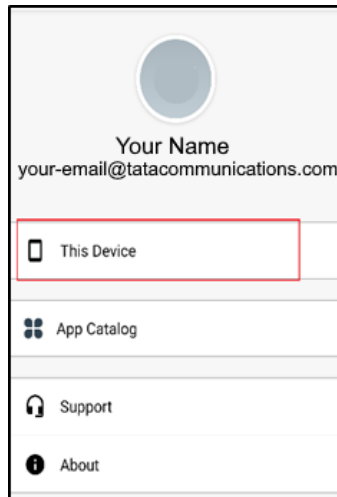 Your Name
your-email@tatacommunications.com
This Device
App Catalog
Support
About